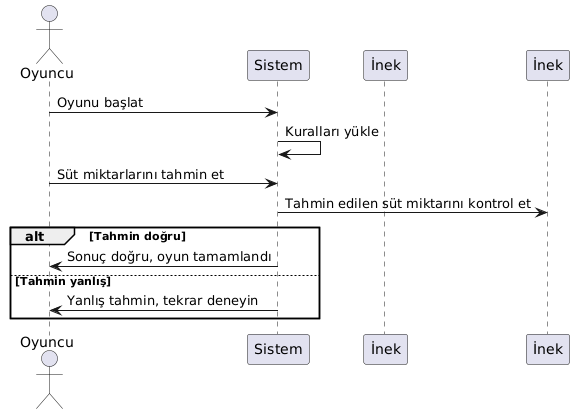 Oyuncu
Sistem
İnek
İnek
Oyunu başlat
Kuralları yükle
Süt miktarlarını tahmin et
Tahmin edilen süt miktarını kontrol et
alt [Tahmin doğru]
Sonuç doğru, oyun tamamlandı
[Tahmin yanlış]
Yanlış tahmin, tekrar deneyin
Oyuncu
Sistem
İnek
İnek